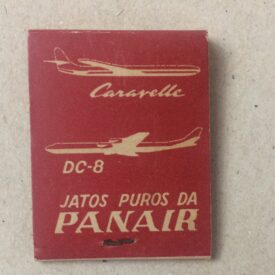 Caravelle
DC-8
JATOS PUROS DA
PANAIR